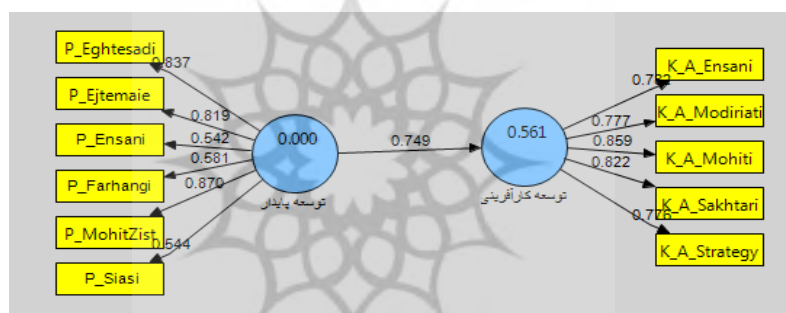 P_Eghtesadi
0.837
P_Ejtemaie
0.819
P_Ensani
0.542
P_Farhangi
0.581
P_MohitZist
0.870
P_Siasi
0.544
0.000
توسعه پایدار
0.749
0.561
توسعه کارآفرینی
K_A_Ensani
K_A_Modiriati
0.777
K_A_Mohiti
0.859
K_A_Sakhtari
0.822
K_A_Strategy
0.776